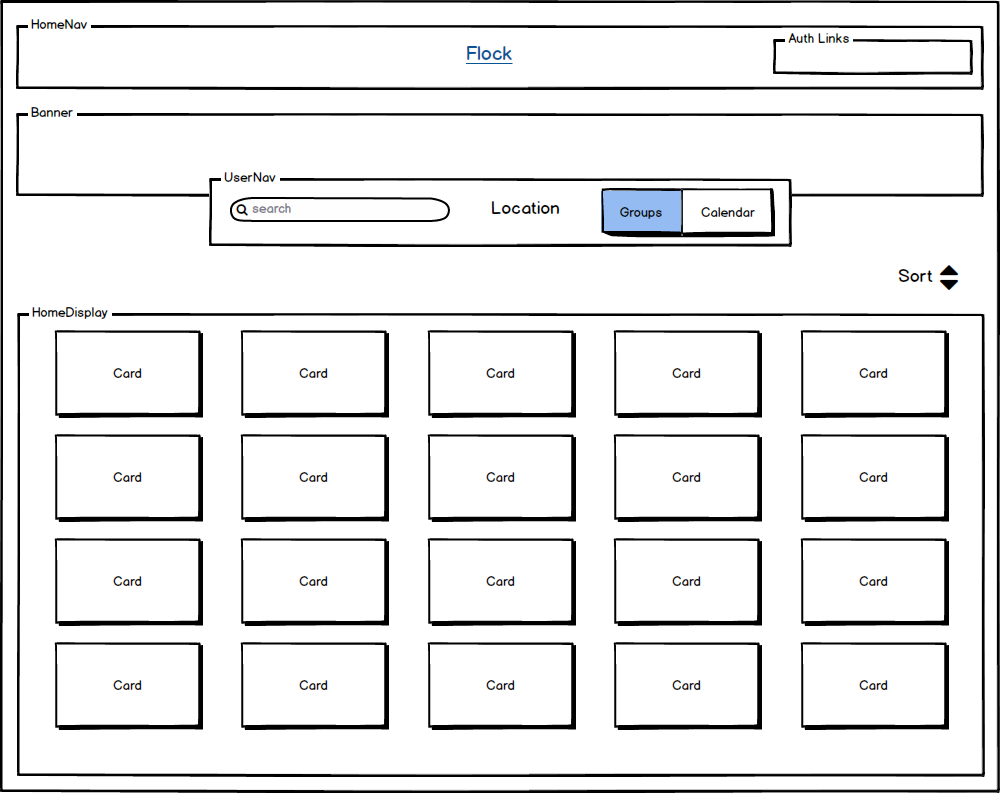 HomeNav
Flock
Auth Links
Banner
UserNav
search
Location
Groups
Calendar
Sort
HomeDisplay
Card Card Card Card Card
Card Card Card Card Card
Card Card Card Card Card
Card Card Card Card Card